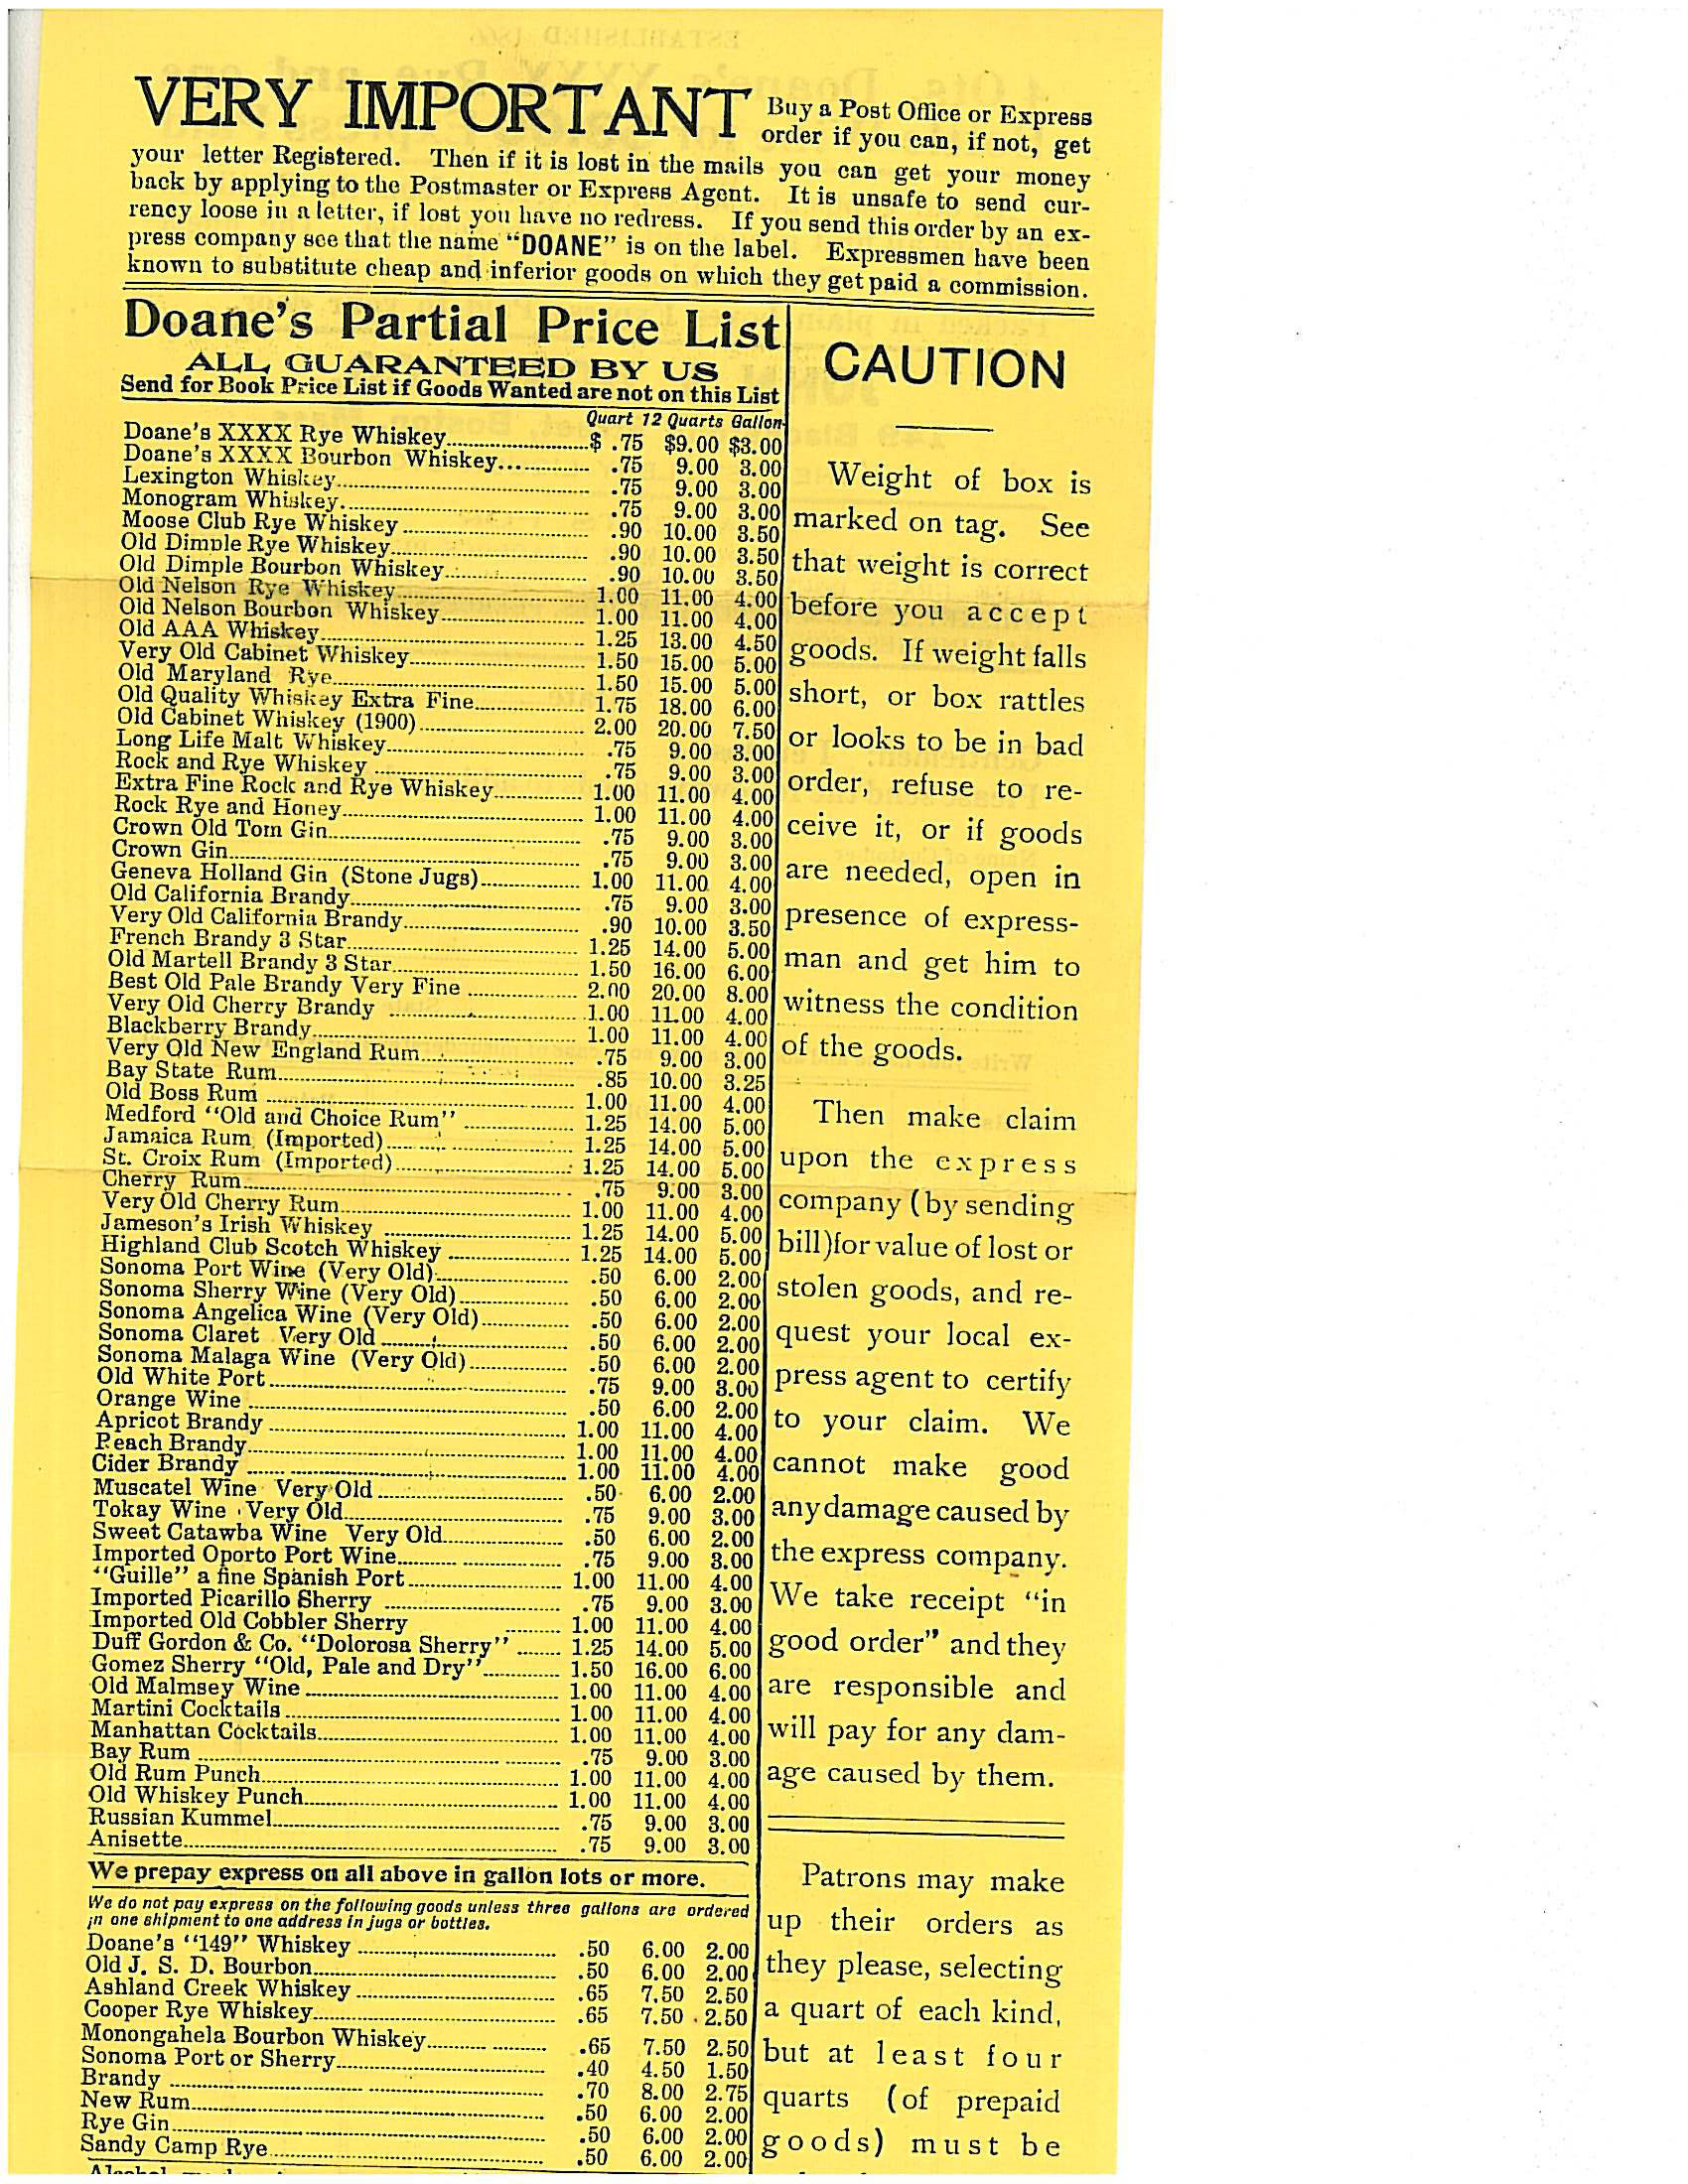 VERY IMPORTANT Buy a Post Office or Express
order if you can, if not, get
your letter Registered. Then if it is lost in the mails you can get your money
back by applying to the Postmaster or Express Agent. It is unsafe to send cur-
rency loose in a letter, if lost you have no redress. If you send this order by an ex-
press company see that the name "DOANE" is on the label. Expressmen have been
known to substitute cheap and inferior goods on which they get paid a commission.
Doane's Partial Price List
ALL GUARANTEED BY US
Send for Book Price List if Goods Wanted are not on this List
Quart 12 Quarts Gallon
Doane's XXXX Rye Whiskey $ .75 $9.00 $3.00
Doane's XXXX Bourbon Whiskey .75 9.00 3.00
Lexington Whiskey .75 9.00 3.00
Monogram Whiskey .75 9.00 3.00
Moose Club Rye Whiskey .90 10.00 3.50
Old Dimple Rye Whiskey .90 10.00 3.50
Old Dimple Bourbon Whiskey .90 10.00 3.50
Old Nelson Rye Whiskey 1.00 11.00 4.00
Old Nelson Bourbon Whiskey 1.00 11.00 4.00
Old AAA Whiskey 1.25 13.00 4.50
Very Old Cabinet Whiskey 1.50 15.00 5.00
Old Maryland Rye 1.50 15.00 5.00
Old Quality Whiskey Extra Fine 1.75 18.00 6.00
Old Cabinet Whiskey (1900) 2.00 20.00 7.50
Long Life Malt Whiskey .75 9.00 3.00
Rock and Rye Whiskey .75 9.00 3.00
Extra Fine Rock and Rye Whiskey 1.00 11.00 4.00
Rock Rye and Honey 1.00 11.00 4.00
Crown Old Tom Gin .75 9.00 3.00
Crown Gin .75 9.00 3.00
Geneva Holland Gin (Stone Jugs) 1.00 11.00 4.00
Old California Brandy .75 9.00 3.00
Very Old California Brandy .90 10.00 3.50
French Brandy 3 Star 1.25 14.00 5.00
Old Martell Brandy 3 Star 1.50 16.00 6.00
Best Old Pale Brandy Very Fine 2.00 20.00 8.00
Very Old Cherry Brandy 1.00 11.00 4.00
Blackberry Brandy 1.00 11.00 4.00
Very Old New England Rum .75 9.00 3.00
Bay State Rum .85 10.00 3.25
Old Boss Rum 1.00 11.00 4.00
Medford "Old and Choice Rum" 1.25 14.00 5.00
Jamaica Rum (Imported) 1.25 14.00 5.00
St. Croix Rum (Imported) 1.25 14.00 5.00
Cherry Rum .75 9.00 3.00
Very Old Cherry Rum 1.00 11.00 4.00
Jameson's Irish Whiskey 1.25 14.00 5.00
Highland Club Scotch Whiskey 1.25 14.00 5.00
Sonoma Port Wine (Very Old) .50 6.00 2.00
Sonoma Sherry Wine (Very Old) .50 6.00 2.00
Sonoma Angelica Wine (Very Old) .50 6.00 2.00
Sonoma Claret Very Old .50 6.00 2.00
Sonoma Malaga Wine (Very Old) .50 6.00 2.00
Old White Port .75 9.00 3.00
Orange Wine .50 6.00 2.00
Apricot Brandy 1.00 11.00 4.00
Peach Brandy 1.00 11.00 4.00
Cider Brandy 1.00 11.00 4.00
Muscatel Wine Very Old .50 6.00 2.00
Tokay Wine Very Old .75 9.00 3.00
Sweet Catawba Wine Very Old .50 6.00 2.00
Imported Oporto Port Wine .75 9.00 3.00
"Guille" a fine Spanish Port 1.00 11.00 4.00
Imported Picarillo Sherry .75 9.00 3.00
Imported Old Cobbler Sherry 1.00 11.00 4.00
Duff Gordon & Co. "Dolorosa Sherry" 1.25 14.00 5.00
Gomez Sherry "Old, Pale and Dry" 1.50 16.00 6.00
Old Malmsey Wine 1.00 11.00 4.00
Martini Cocktails 1.00 11.00 4.00
Manhattan Cocktails 1.00 11.00 4.00
Bay Rum .75 9.00 3.00
Old Rum Punch 1.00 11.00 4.00
Old Whiskey Punch 1.00 11.00 4.00
Russian Kummel .75 9.00 3.00
Anisette .75 9.00 3.00
We prepay express on all above in gallon lots or more.
We do not pay express on the following goods unless three gallons are ordered
in one shipment to one address in jugs or bottles.
Doane's "149" Whiskey .50 6.00 2.00
Old J. S. D. Bourbon .50 6.00 2.00
Ashland Creek Whiskey .65 7.50 2.50
Cooper Rye Whiskey .65 7.50 2.50
Monongahela Bourbon Whiskey .65 7.50 2.50
Sonoma Port or Sherry .40 4.50 1.50
Brandy .70 8.00 2.75
New Rum .50 6.00 2.00
Rye Gin .50 6.00 2.00
Sandy Camp Rye .50 6.00 2.00
CAUTION
Weight of box is
marked on tag. See
that weight is correct
before you accept
goods. If weight falls
short, or box rattles
or looks to be in bad
order, refuse to re-
ceive it, or if goods
are needed, open in
presence of express-
man and get him to
witness the condition
of the goods.
Then make claim
upon the express
company (by sending
bill) for value of lost or
stolen goods, and re-
quest your local ex-
press agent to certify
to your claim. We
cannot make good
any damage caused by
the express company.
We take receipt "in
good order" and they
are responsible and
will pay for any dam-
age caused by them.
Patrons may make
up their orders as
they please, selecting
a quart of each kind,
but at least four
quarts (of prepaid
goods) must be